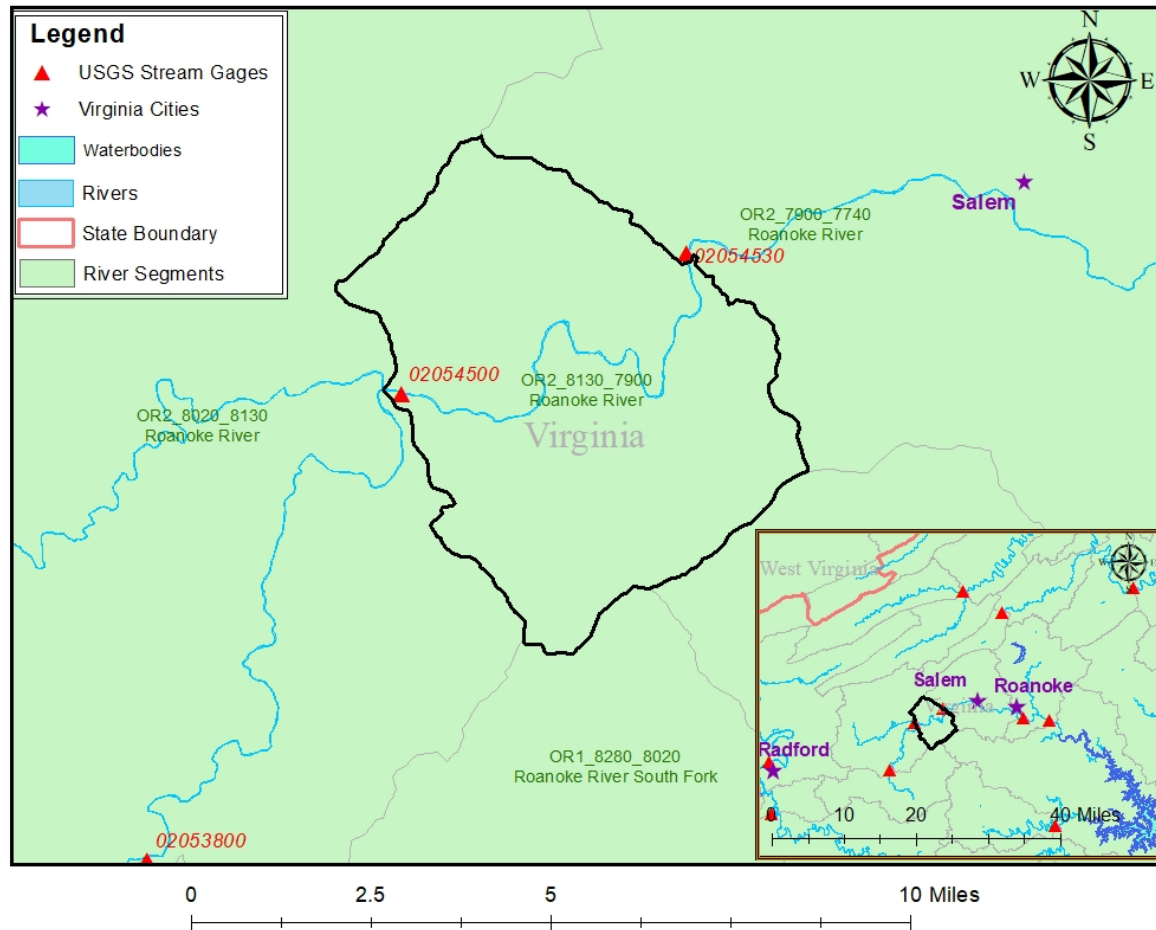 Legend
USGS Stream Gages
Virginia Cities
Waterbodies
Rivers
State Boundary
River Segments
N
W
E
S
Salem
OR2_7900_7740
Roanoke River
02054530
02054500
OR2_8130_7900
Roanoke River
OR2_8020_8130
Roanoke River
Virginia
OR1_8280_8020
Roanoke River South Fork
02053800
West Virginia
N
W
E
S
Salem
Roanoke
Virginia
Radford
0 10 20 40 Miles
0 2.5 5 10 Miles